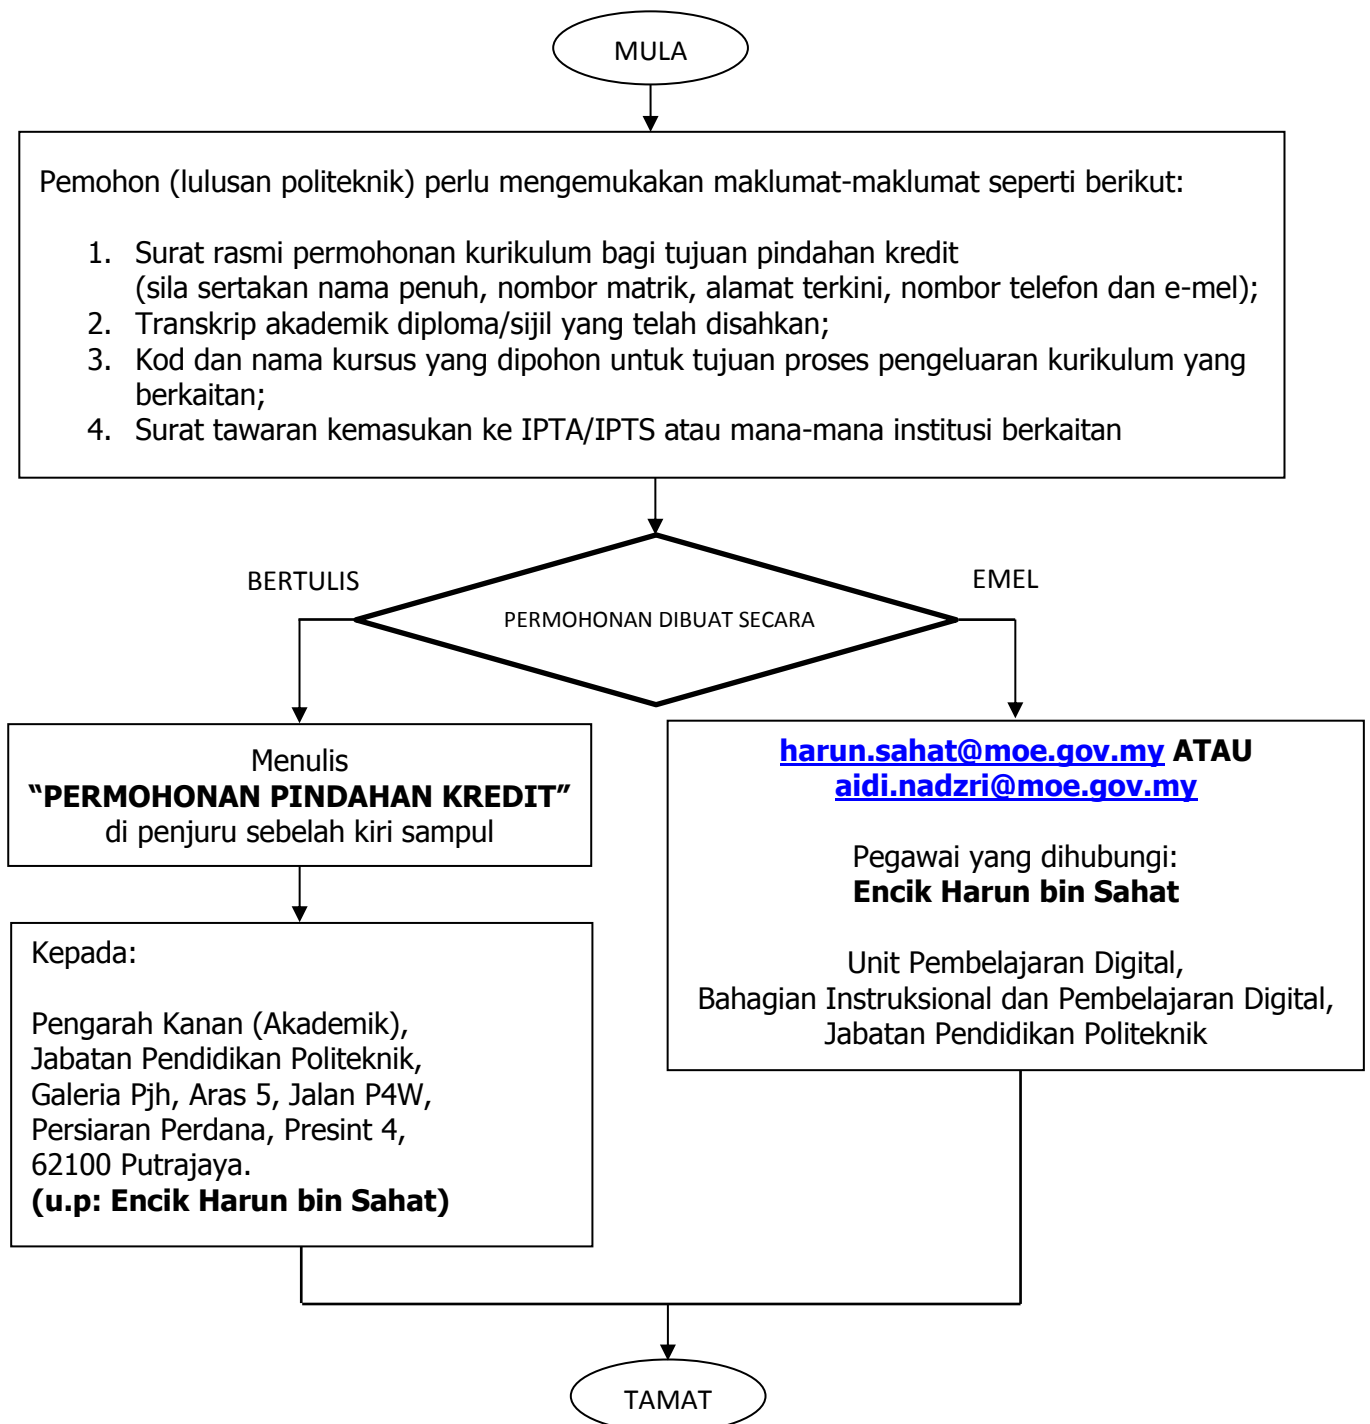 MULA
Pemohon (lulusan politeknik) perlu mengemukakan maklumat-maklumat seperti berikut:
1. Surat rasmi permohonan kurikulum bagi tujuan pindahan kredit
(sila sertakan nama penuh, nombor matrik, alamat terkini, nombor telefon dan e-mel);
2. Transkrip akademik diploma/sijil yang telah disahkan;
3. Kod dan nama kursus yang dipohon untuk tujuan proses pengeluaran kurikulum yang
berkaitan;
4. Surat tawaran kemasukan ke IPTA/IPTS atau mana-mana institusi berkaitan
BERTULIS
EMEL
PERMOHONAN DIBUAT SECARA
Menulis
“PERMOHONAN PINDAHAN KREDIT”
di penjuru sebelah kiri sampul
Kepada:
Pengarah Kanan (Akademik),
Jabatan Pendidikan Politeknik,
Galeria Pjh, Aras 5, Jalan P4W,
Persiaran Perdana, Presint 4,
62100 Putrajaya.
(u.p: Encik Harun bin Sahat)
harun.sahat@moe.gov.my ATAU
aidi.nadzri@moe.gov.my
Pegawai yang dihubungi:
Encik Harun bin Sahat
Unit Pembelajaran Digital,
Bahagian Instruksional dan Pembelajaran Digital,
Jabatan Pendidikan Politeknik
TAMAT